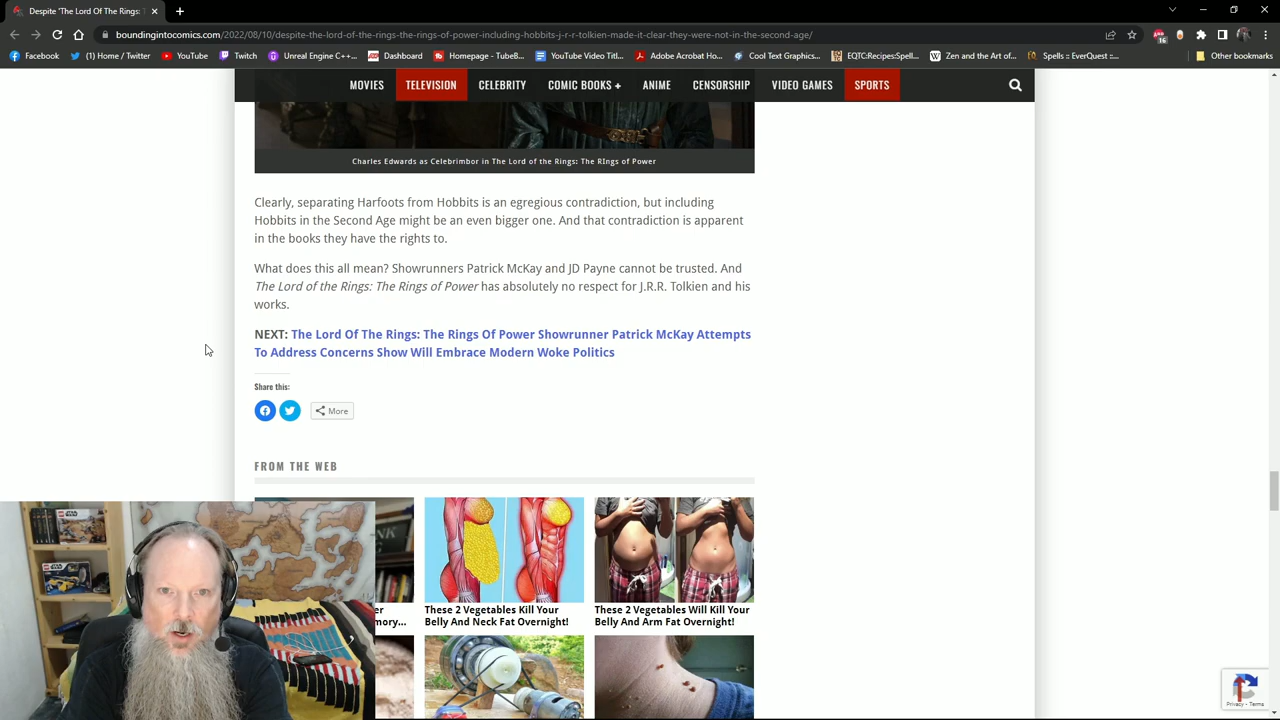 Despite 'The Lord Of The Rings: T
boundingintocomics.com/2022/08/10/despite-the-lord-of-the-rings-the-rings-of-power-including-hobbits-j-r-r-tolkien-made-it-clear-they-were-not-in-the-second-age/
16
Facebook
Twitch
(1) Home / Twitter
Unreal Engine C++...
Dashboard
Homepage - TubeB...
YouTube
Adobe Acrobat Ho...
Cool Text Graphics...
EQTC:Recipes:Spell...
Zen and the Art of...
Spells :: EverQuest ::...
Other bookmarks
MOVIES TELEVISION CELEBRITY COMIC BOOKS + ANIME CENSORSHIP VIDEO GAMES SPORTS
Charles Edwards as Celebrimbor in The Lord of the Rings: The RIngs of Power
Clearly, separating Harfoots from Hobbits is an egregious contradiction, but including
Hobbits in the Second Age might be an even bigger one. And that contradiction is apparent
in the books they have the rights to.
What does this all mean? Showrunners Patrick McKay and JD Payne cannot be trusted. And
The Lord of the Rings: The Rings of Power has absolutely no respect for J.R.R. Tolkien and his
works.
NEXT: The Lord Of The Rings: The Rings Of Power Showrunner Patrick McKay Attempts
To Address Concerns Show Will Embrace Modern Woke Politics
Share this:
More
FROM THE WEB
er
mory...
These 2 Vegetables Kill Your
Belly And Neck Fat Overnight!
These 2 Vegetables Will Kill Your
Belly And Arm Fat Overnight!
Privacy - Terms